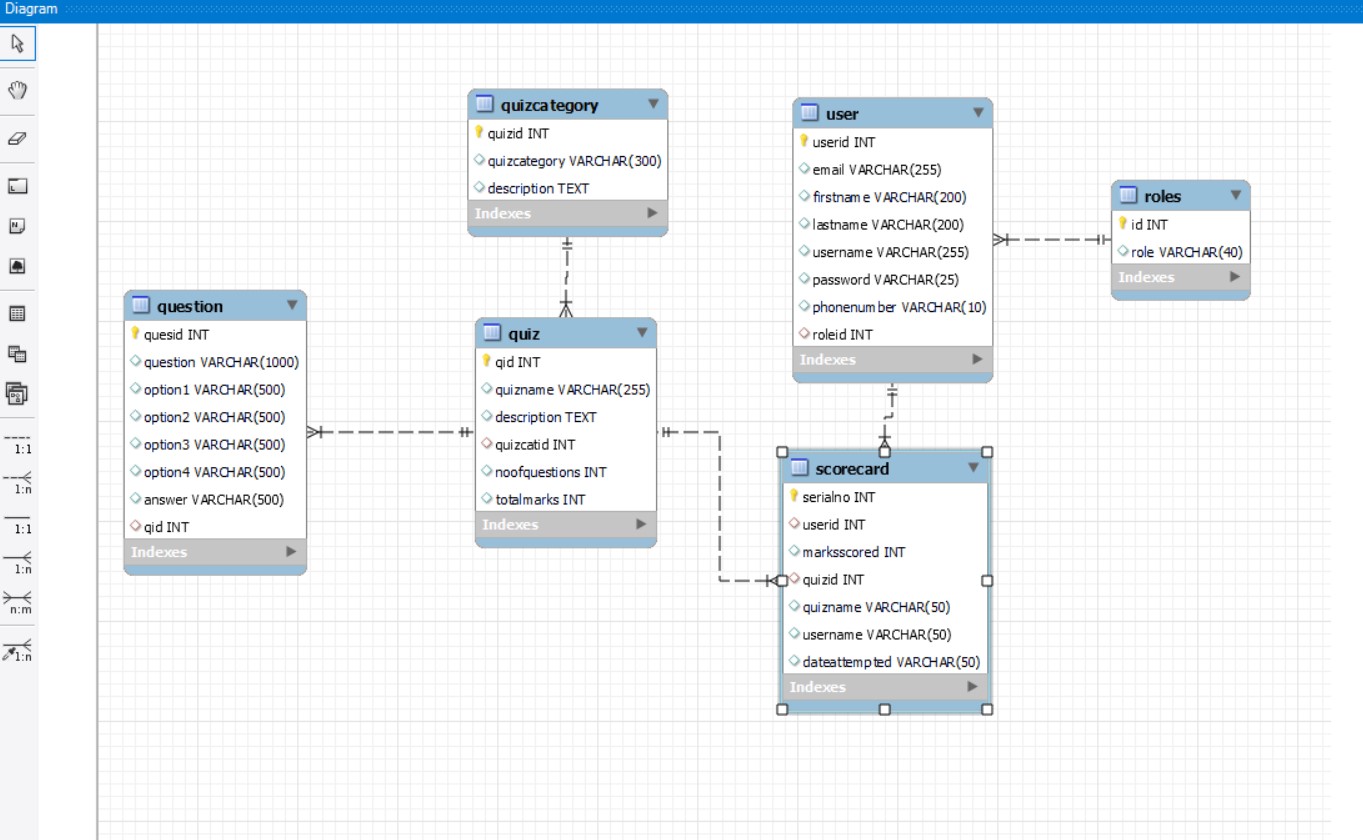 Diagram
quizcategory
quizid INT
quizcategory VARCHAR(300)
description TEXT
Indexes
user
userid INT
email VARCHAR(255)
firstname VARCHAR(200)
lastname VARCHAR(200)
username VARCHAR(255)
password VARCHAR(25)
phonenumber VARCHAR(10)
roleid INT
Indexes
roles
id INT
role VARCHAR(40)
Indexes
question
quesid INT
question VARCHAR(1000)
option1 VARCHAR(500)
option2 VARCHAR(500)
option3 VARCHAR(500)
option4 VARCHAR(500)
answer VARCHAR(500)
qid INT
Indexes
quiz
qid INT
quizname VARCHAR(255)
description TEXT
quizcatid INT
noofquestions INT
totalmarks INT
Indexes
scorecard
serialno INT
userid INT
marksscored INT
quizid INT
quizname VARCHAR(50)
username VARCHAR(50)
dateattempted VARCHAR(50)
Indexes
1:1
1:n
1:1
1:n
n:m
1:n